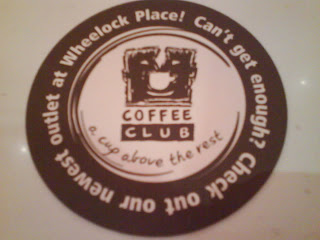 Can't get enough? Check out our newest outlet at Wheelock Place!
COFFEE
CLUB
a cup above the rest